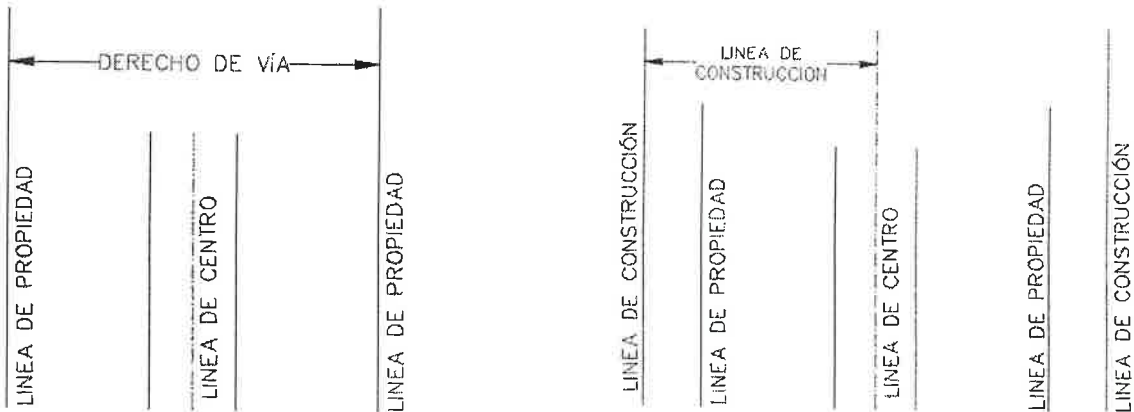 DERECHO DE VíA
LINEA DE PROPIEDAD
LINEA DE CENTRO
LINEA DE PROPIEDAD
LINEA DE
CONSTRUCCION
LINEA DE CONSTRUCCIÓN
LINEA DE PROPIEDAD
LINEA DE CENTRO
LINEA DE PROPIEDAD
LINEA DE CONSTRUCCIÓN